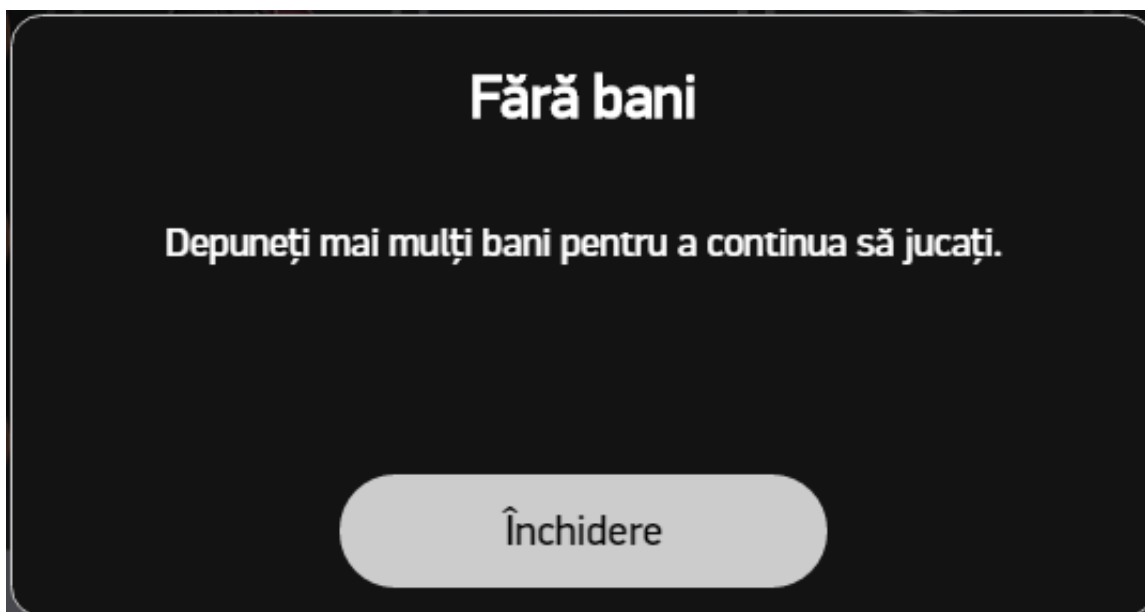 Fără bani
Depuneți mai mulți bani pentru a continua să jucați.
Închidere